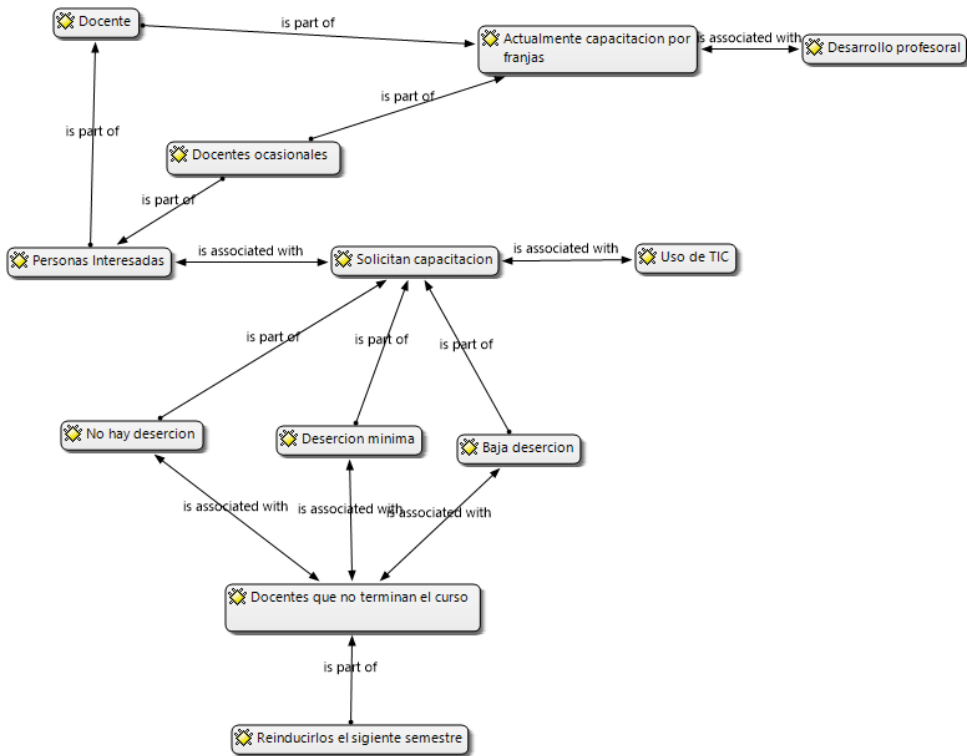 Docente
is part of
Actualmente capacitacion por
franjas
is associated with
Desarrollo profesoral
is part of
is part of
Docentes ocasionales
is part of
Personas Interesadas
is associated with
Solicitan capacitacion
is associated with
Uso de TIC
is part of
is part of
is part of
No hay desercion
Desercion minima
Baja desercion
is associated with
is associated with
is associated with
Docentes que no terminan el curso
is part of
Reinducirlos el sigiente semestre